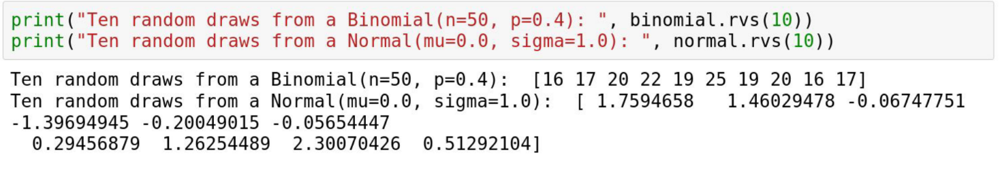 print("Ten random draws from a Binomial(n=50, p=0.4): ", binomial.rvs(10))
print("Ten random draws from a Normal(mu=0.0, sigma=1.0): ", normal.rvs(10))
Ten random draws from a Binomial(n=50, p=0.4):  [16 17 20 22 19 25 19 20 16 17]
Ten random draws from a Normal(mu=0.0, sigma=1.0):  [ 1.7594658   1.46029478 -0.06747751
-1.39694945 -0.20049015 -0.05654447
  0.29456879  1.26254489  2.30070426  0.51292104]